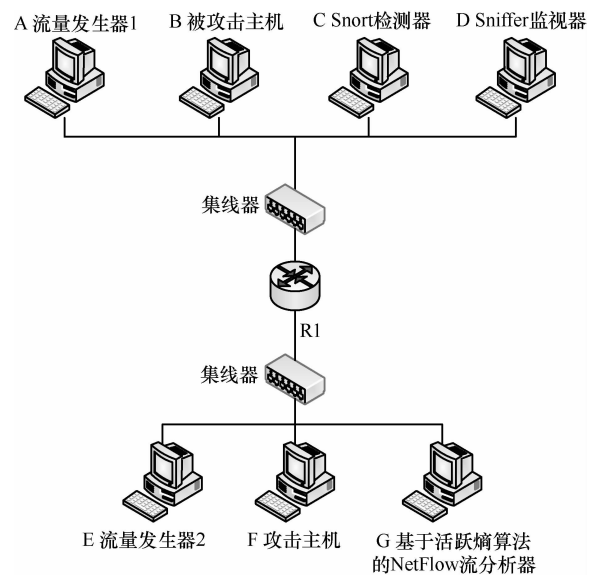 A 流量发生器1
B 被攻击主机
C Snort检测器
D Sniffer监视器
集线器
R1
集线器
E 流量发生器2
F 攻击主机
G 基于活跃熵算法
的NetFlow流分析器